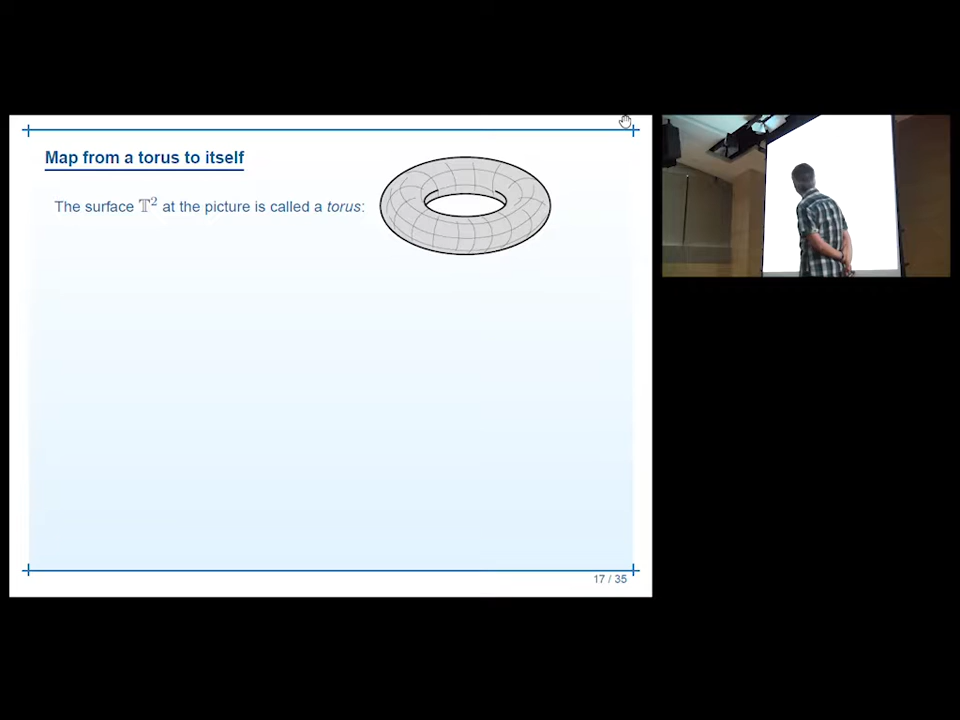 Map from a torus to itself
The surface 𝕋² at the picture is called a torus:
17 / 35